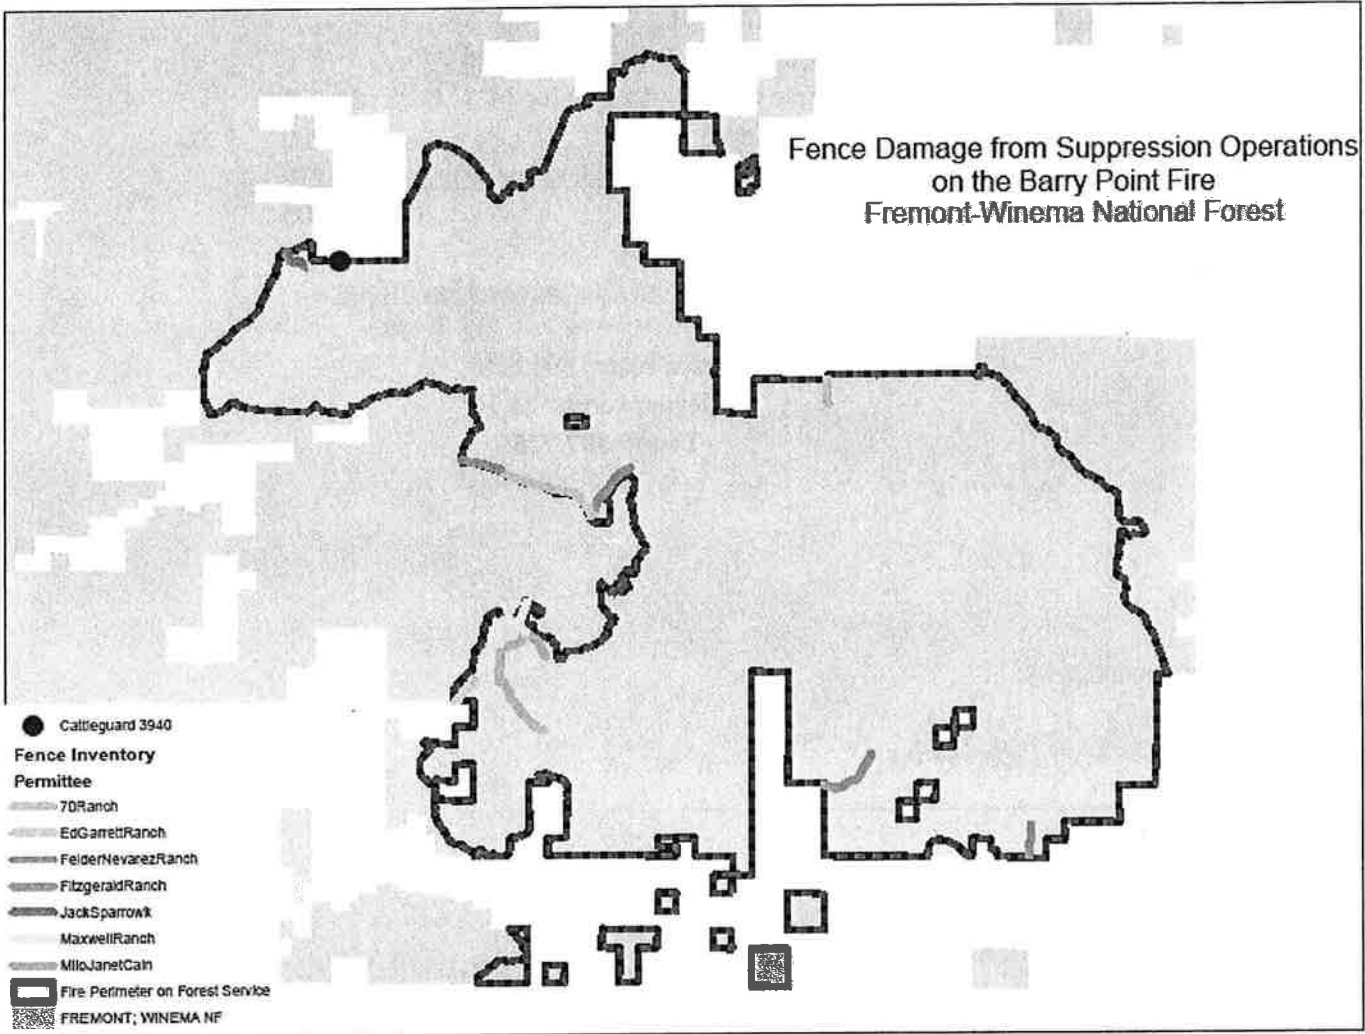 Fence Damage from Suppression Operations
on the Barry Point Fire
Fremont-Winema National Forest
Cattleguard 3940
Fence Inventory
Permittee
7DRanch
EdGarrettRanch
FelderNevarezRanch
FitzgeraldRanch
JackSparrowk
MaxwellRanch
MiloJanetCain
Fire Perimeter on Forest Service
FREMONT; WINEMA NF